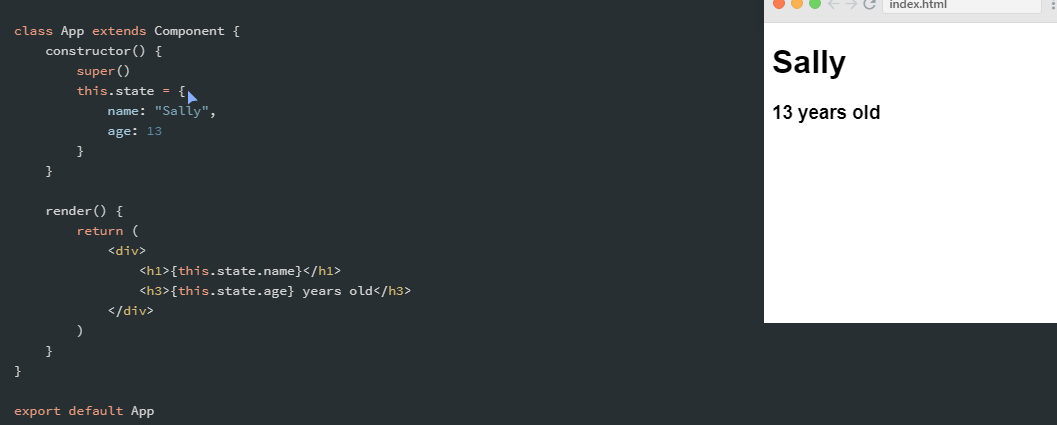 class App extends Component {
    constructor() {
        super()
        this.state = {
            name: "Sally",
            age: 13
        }
    }
    render() {
        return (
            <div>
                <h1>{this.state.name}</h1>
                <h3>{this.state.age} years old</h3>
            </div>
        )
    }
}
export default App
index.html
Sally
13 years old